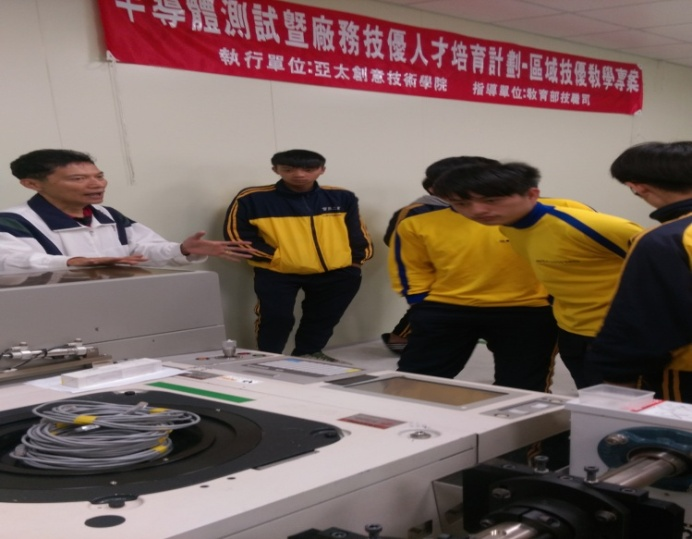 半導體測試暨廠務技優人才培育計劃-區域技優教學專案
執行單位:亞太創意技術學院 指導單位:教育部技職司